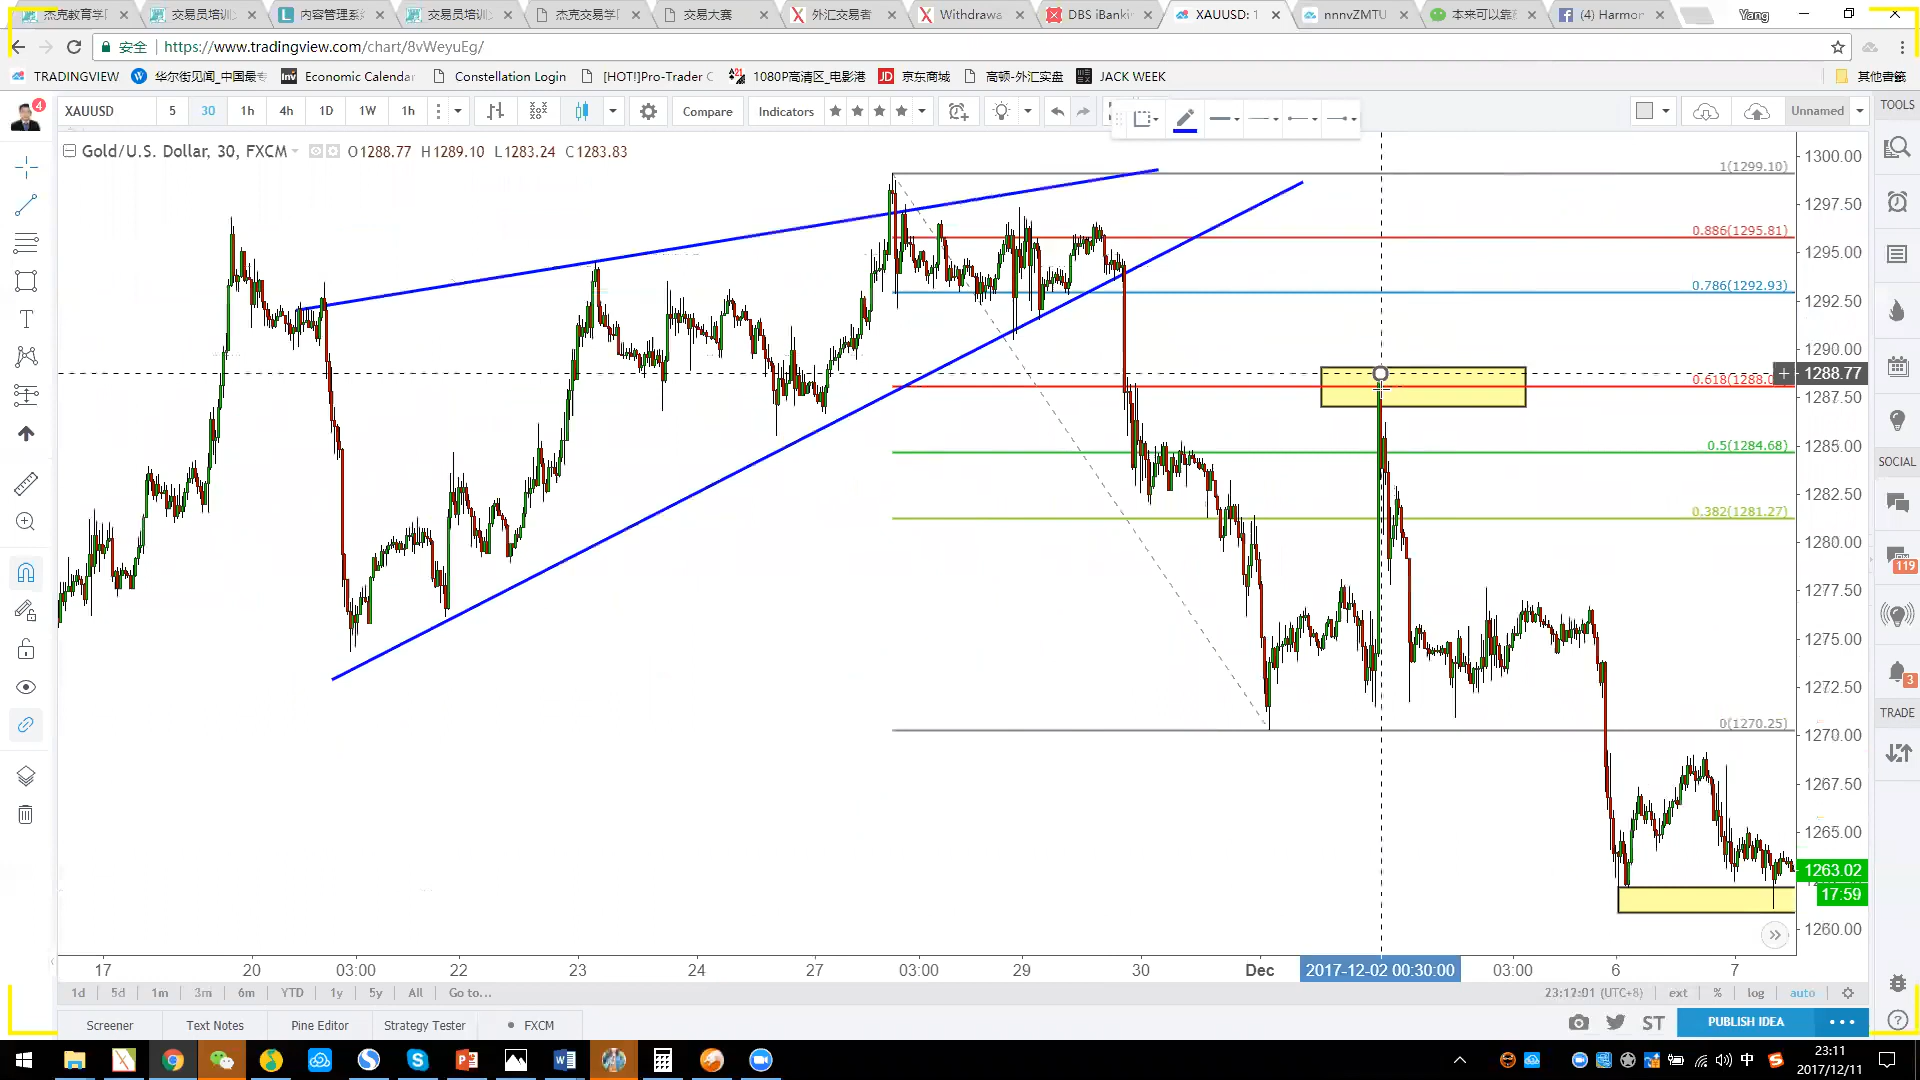 杰克教育学
交易员培训
内容管理系
交易员培训
杰克交易学
交易大赛
外汇交易者
Withdrawa
DBS iBanki
XAUUSD: 1
nnnvZMTU
本来可以靠
(4) Harmon
Yang
安全 https://www.tradingview.com/chart/8vWeyuEg/
TRADINGVIEW
华尔街见闻_中国最专
Economic Calendar
Constellation Login
[HOT!]Pro-Trader C
1080P高清区_电影港
京东商城
高顿-外汇实盘
JACK WEEK
其他書籤
4
XAUUSD 5 30 1h 4h 1D 1W 1h
Compare
Indicators
Unnamed
TOOLS
Gold/U.S. Dollar, 30, FXCM
O1288.77 H1289.10 L1283.24 C1283.83
1(1299.10)
0.886(1295.81)
0.786(1292.93)
0.5(1284.68)
0.382(1281.27)
0(1270.25)
1300.00
1297.50
1295.00
1292.50
1290.00
1288.77
1287.50
1285.00
1282.50
1280.00
1277.50
1275.00
1272.50
1270.00
1267.50
1265.00
1263.02
17:59
1260.00
SOCIAL
119
3
TRADE
17 20 03:00 22 23 24 27 03:00 29 30 Dec 2017-12-02 00:30:00 03:00 6 7
1d 5d 1m 3m 6m YTD 1y 5y All Go to...
23:12:01 (UTC+8) ext % log auto
Screener Text Notes Pine Editor Strategy Tester FXCM
ST
PUBLISH IDEA
中
23:11
2017/12/11